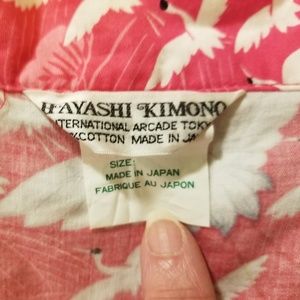 HAYASHI KIMONO
INTERNATIONAL ARCADE TOKY
COTTON MADE IN JA
SIZE:
MADE IN JAPAN
FABRIQUE AU JAPON